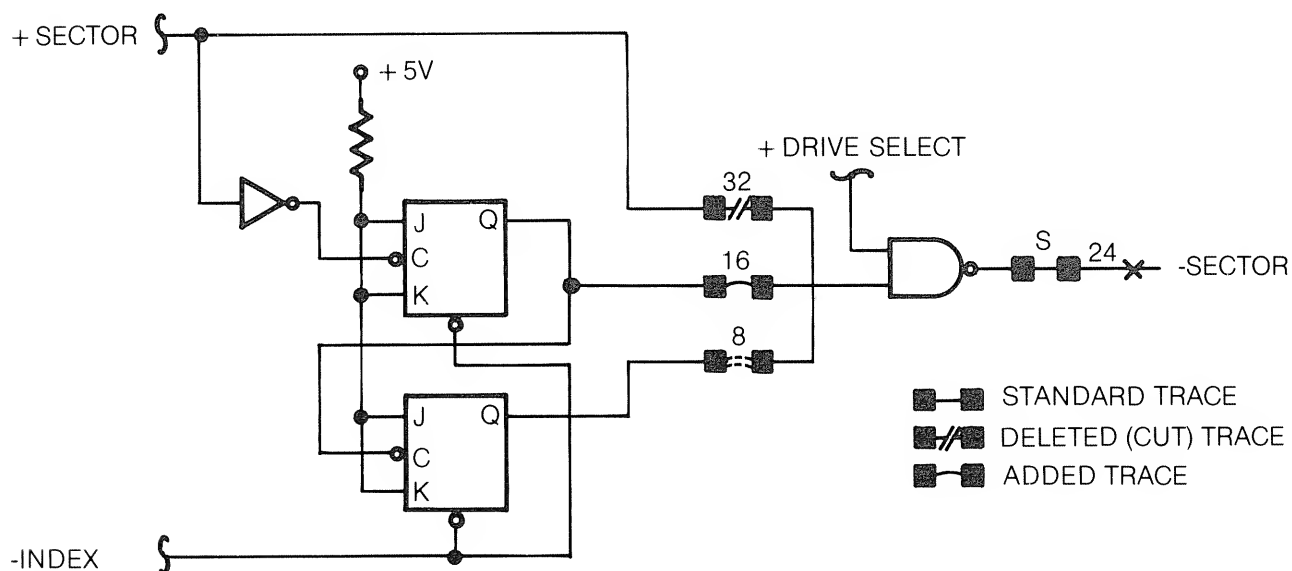 + SECTOR
+ 5V
+ DRIVE SELECT
32
J Q
C
K
16
S
24
-SECTOR
8
J Q
C
K
STANDARD TRACE
DELETED (CUT) TRACE
ADDED TRACE
-INDEX